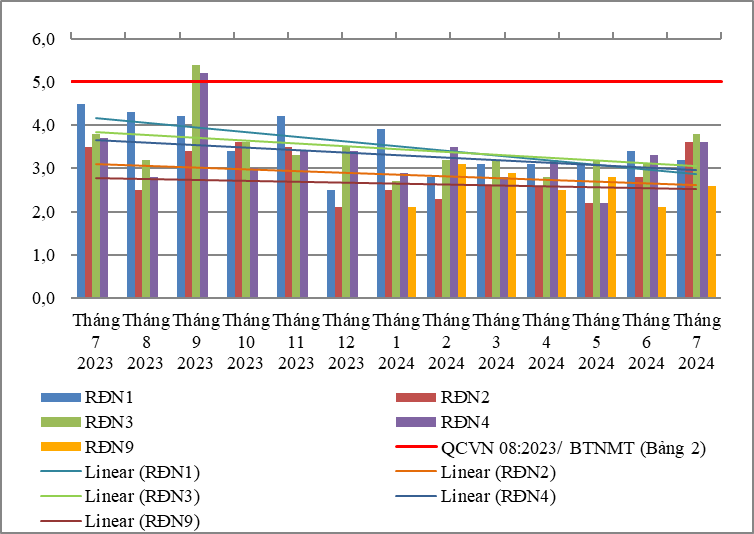 6,0
5,0
4,0
3,0
2,0
1,0
0,0
Tháng Tháng Tháng Tháng Tháng Tháng Tháng Tháng Tháng Tháng Tháng Tháng Tháng
7 8 9 10 11 12 1 2 3 4 5 6 7
2023 2023 2023 2023 2023 2023 2024 2024 2024 2024 2024 2024 2024
RĐN1 RĐN2
RĐN3 RĐN4
RĐN9 QCVN 08:2023/ BTNMT (Bảng 2)
Linear (RĐN1) Linear (RĐN2)
Linear (RĐN3) Linear (RĐN4)
Linear (RĐN9)